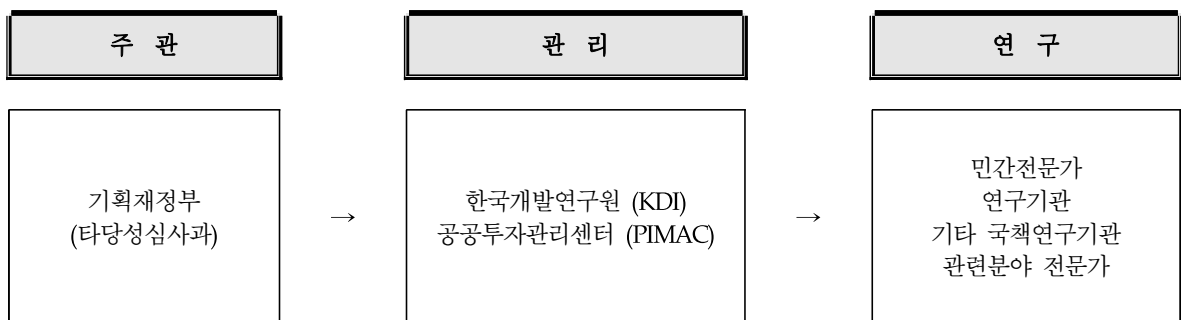 주 관
관 리
연 구
기획재정부
(타당성심사과)
→
한국개발연구원 (KDI)
공공투자관리센터 (PIMAC)
→
민간전문가
연구기관
기타 국책연구기관
관련분야 전문가